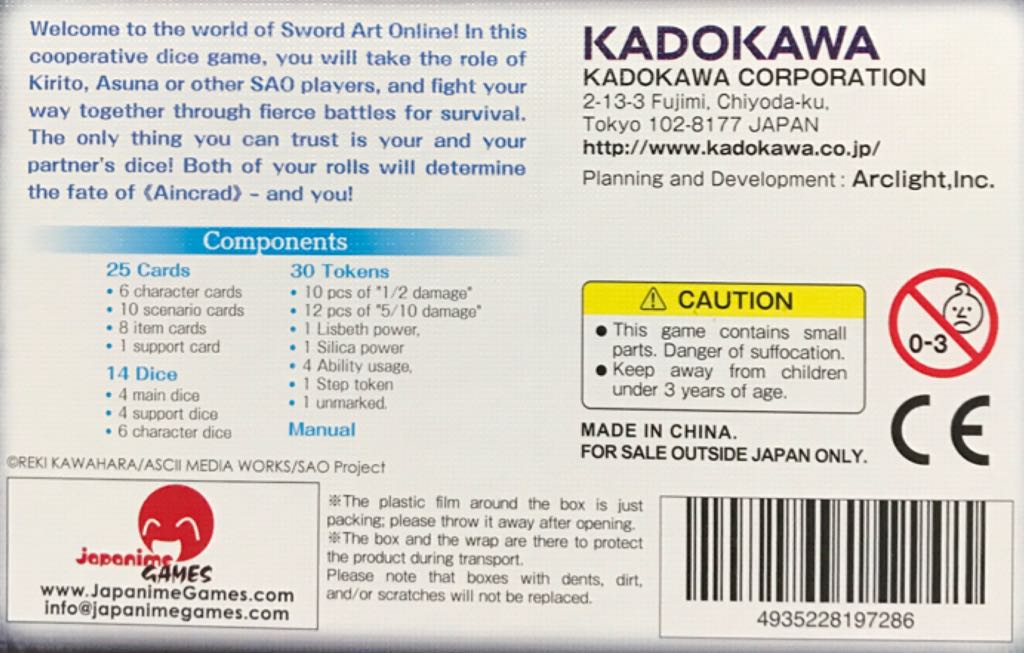 Welcome to the world of Sword Art Online! In this
cooperative dice game, you will take the role of
Kirito, Asuna or other SAO players, and fight your
way together through fierce battles for survival.
The only thing you can trust is your and your
partner's dice! Both of your rolls will determine
the fate of《Aincrad》– and you!
Components
25 Cards
• 6 character cards
• 10 scenario cards
• 8 item cards
• 1 support card
14 Dice
• 4 main dice
• 4 support dice
• 6 character dice
30 Tokens
• 10 pcs of "1/2 damage"
• 12 pcs of "5/10 damage"
• 1 Lisbeth power,
• 1 Silica power
• 4 Ability usage,
• 1 Step token
• 1 unmarked.
Manual
©REKI KAWAHARA/ASCII MEDIA WORKS/SAO Project
Japanime
GAMES
www.JapanimeGames.com
info@japanimegames.com
※The plastic film around the box is just
packing; please throw it away after opening.
※The box and the wrap are there to protect
the product during transport.
Please note that boxes with dents, dirt,
and/or scratches will not be replaced.
KADOKAWA
KADOKAWA CORPORATION
2-13-3 Fujimi, Chiyoda-ku,
Tokyo 102-8177 JAPAN
http://www.kadokawa.co.jp/
Planning and Development : Arclight,Inc.
⚠ CAUTION
● This game contains small
parts. Danger of suffocation.
● Keep away from children
under 3 years of age.
0-3
CE
MADE IN CHINA.
FOR SALE OUTSIDE JAPAN ONLY.
4935228197286